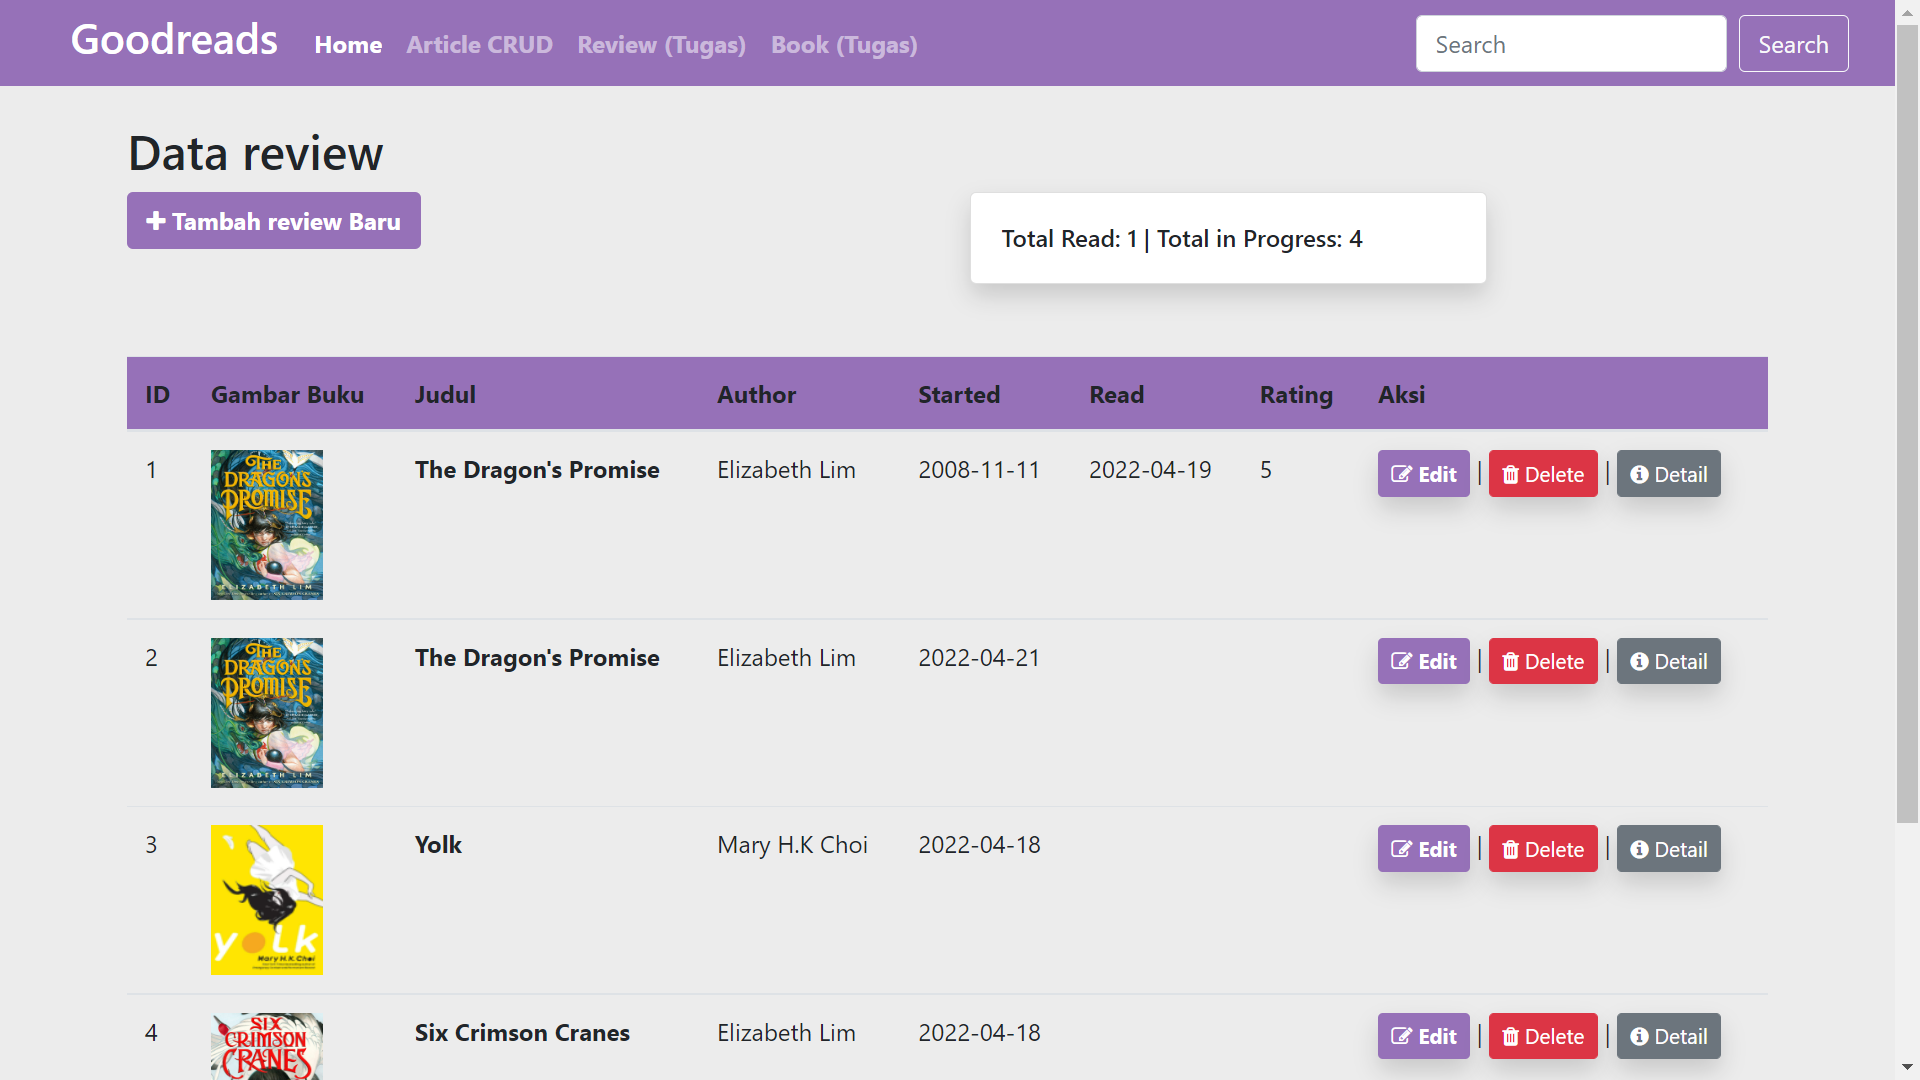 Goodreads Home Article CRUD Review (Tugas) Book (Tugas) Search Search
Data review
Tambah review Baru
Total Read: 1 | Total in Progress: 4
ID Gambar Buku Judul Author Started Read Rating Aksi
1 The Dragon's Promise Elizabeth Lim 2008-11-11 2022-04-19 5 Edit | Delete | Detail
THE
DRAGON'S
PROMISE
ELIZABETH LIM
2 The Dragon's Promise Elizabeth Lim 2022-04-21 Edit | Delete | Detail
THE
DRAGON'S
PROMISE
ELIZABETH LIM
3 Yolk Mary H.K Choi 2022-04-18 Edit | Delete | Detail
yolk
Mary H.K. Choi
4 Six Crimson Cranes Elizabeth Lim 2022-04-18 Edit | Delete | Detail
SIX
CRIMSON
CRANES